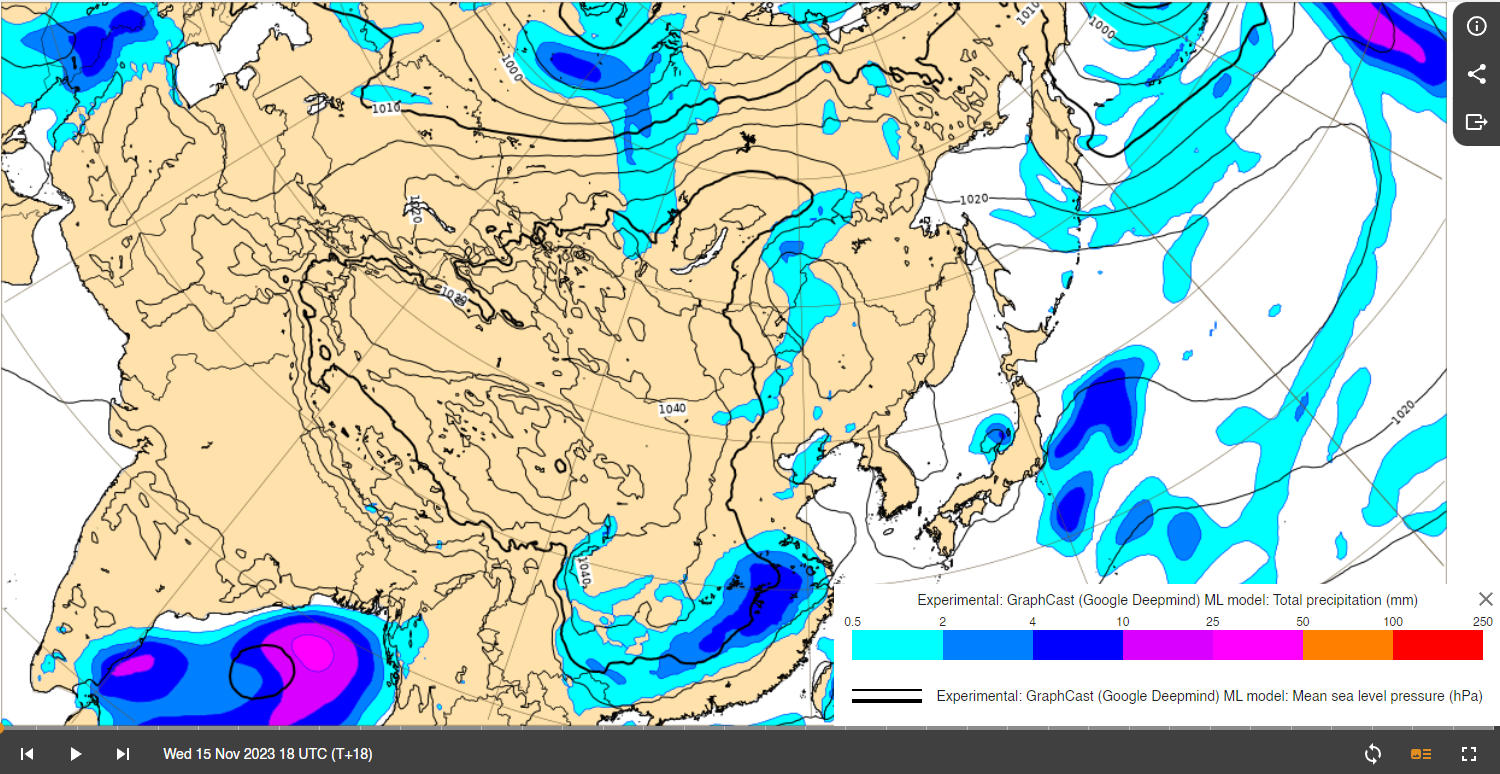 1010
1000
1000
1010
1020
1020
1020
1020
1040
1040
Experimental: GraphCast (Google Deepmind) ML model: Total precipitation (mm)
0.5 2 4 10 25 50 100 250
Experimental: GraphCast (Google Deepmind) ML model: Mean sea level pressure (hPa)
Wed 15 Nov 2023 18 UTC (T+18)